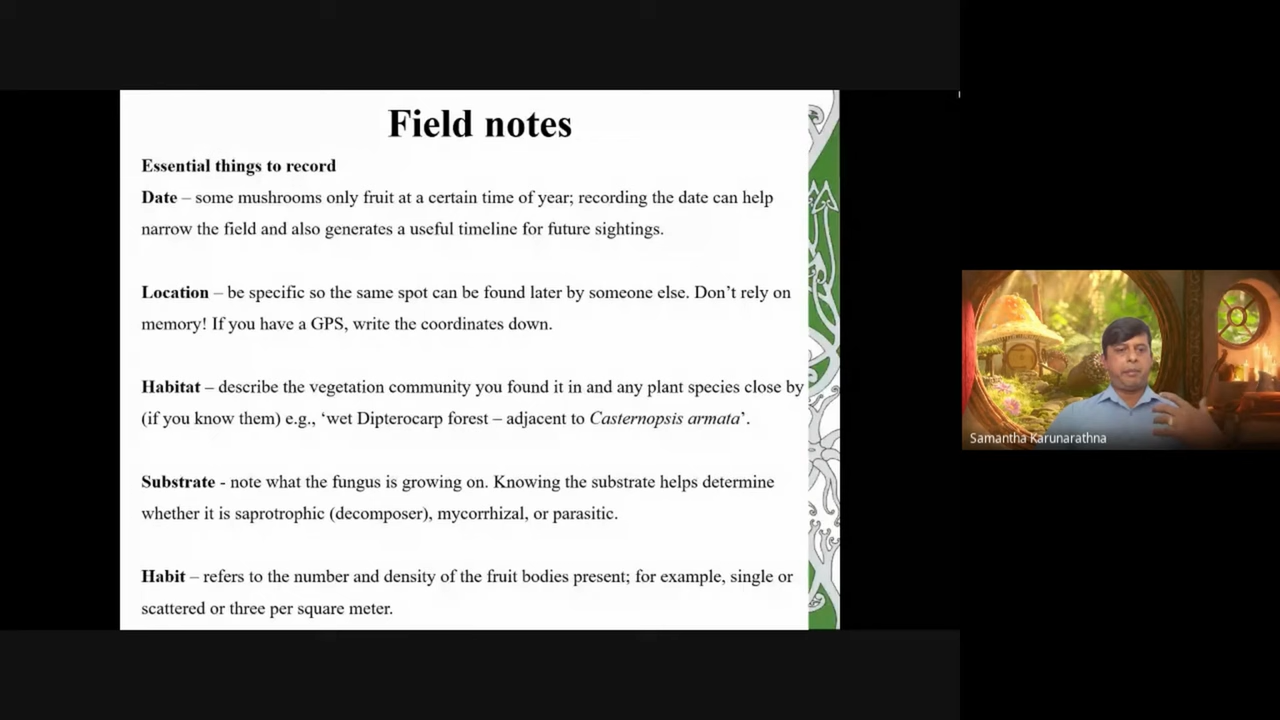 Field notes
Essential things to record
Date – some mushrooms only fruit at a certain time of year; recording the date can help
narrow the field and also generates a useful timeline for future sightings.
Location – be specific so the same spot can be found later by someone else. Don’t rely on
memory! If you have a GPS, write the coordinates down.
Habitat – describe the vegetation community you found it in and any plant species close by
(if you know them) e.g., ‘wet Dipterocarp forest – adjacent to Casternopsis armata’.
Substrate - note what the fungus is growing on. Knowing the substrate helps determine
whether it is saprotrophic (decomposer), mycorrhizal, or parasitic.
Habit – refers to the number and density of the fruit bodies present; for example, single or
scattered or three per square meter.
Samantha Karunarathna